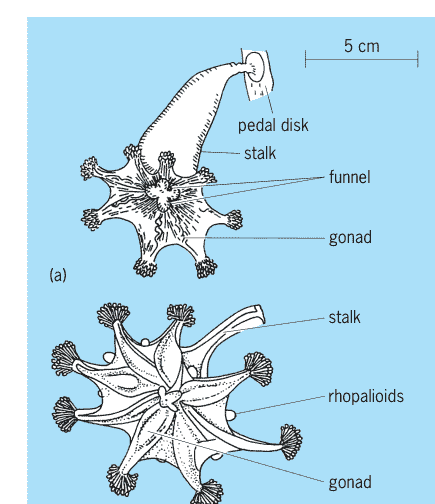 5 cm
pedal disk
stalk
funnel
gonad
(a)
stalk
rhopalioids
gonad